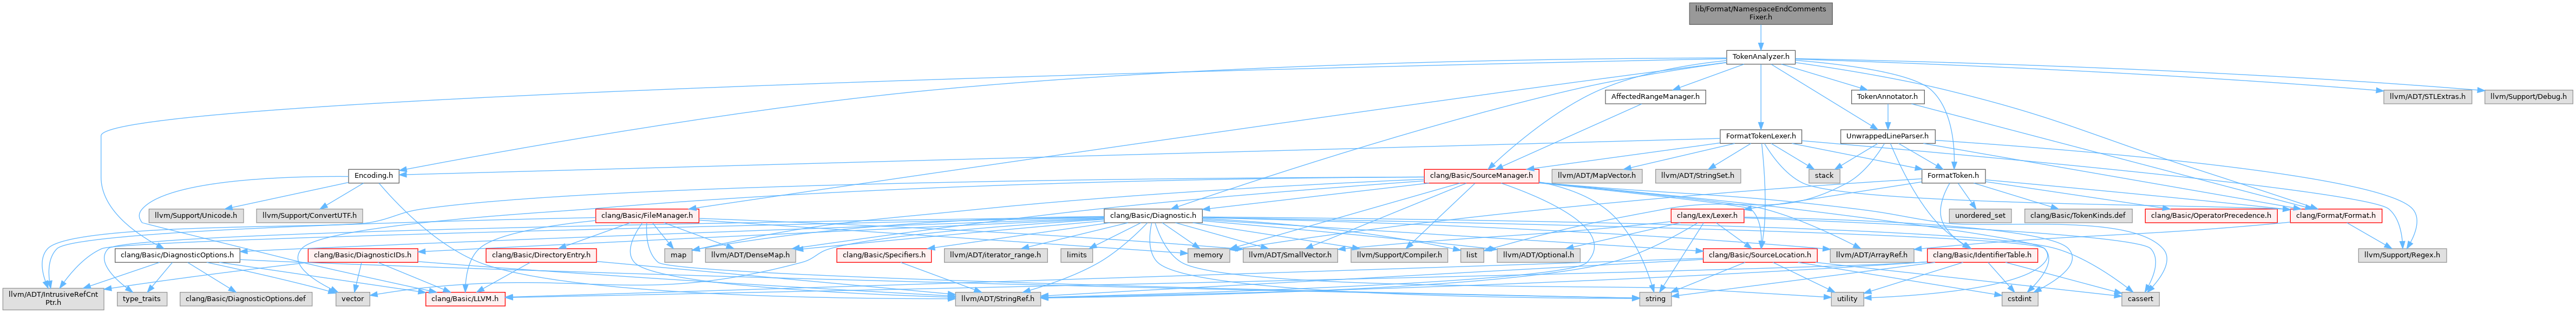 lib/Format/NamespaceEndComments
Fixer.h
TokenAnalyzer.h
AffectedRangeManager.h
TokenAnnotator.h
llvm/ADT/STLExtras.h
llvm/Support/Debug.h
FormatTokenLexer.h
UnwrappedLineParser.h
Encoding.h
clang/Basic/SourceManager.h
llvm/ADT/MapVector.h
llvm/ADT/StringSet.h
stack
FormatToken.h
llvm/Support/Unicode.h
llvm/Support/ConvertUTF.h
clang/Basic/FileManager.h
clang/Basic/Diagnostic.h
clang/Lex/Lexer.h
unordered_set
clang/Basic/TokenKinds.def
clang/Basic/OperatorPrecedence.h
clang/Format/Format.h
clang/Basic/DiagnosticOptions.h
clang/Basic/DiagnosticIDs.h
clang/Basic/DirectoryEntry.h
map
llvm/ADT/DenseMap.h
clang/Basic/Specifiers.h
llvm/ADT/iterator_range.h
limits
memory
llvm/ADT/SmallVector.h
llvm/Support/Compiler.h
list
llvm/ADT/Optional.h
clang/Basic/SourceLocation.h
llvm/ADT/ArrayRef.h
clang/Basic/IdentifierTable.h
llvm/Support/Regex.h
llvm/ADT/IntrusiveRefCnt
Ptr.h
type_traits
clang/Basic/DiagnosticOptions.def
vector
clang/Basic/LLVM.h
llvm/ADT/StringRef.h
string
utility
cstdint
cassert